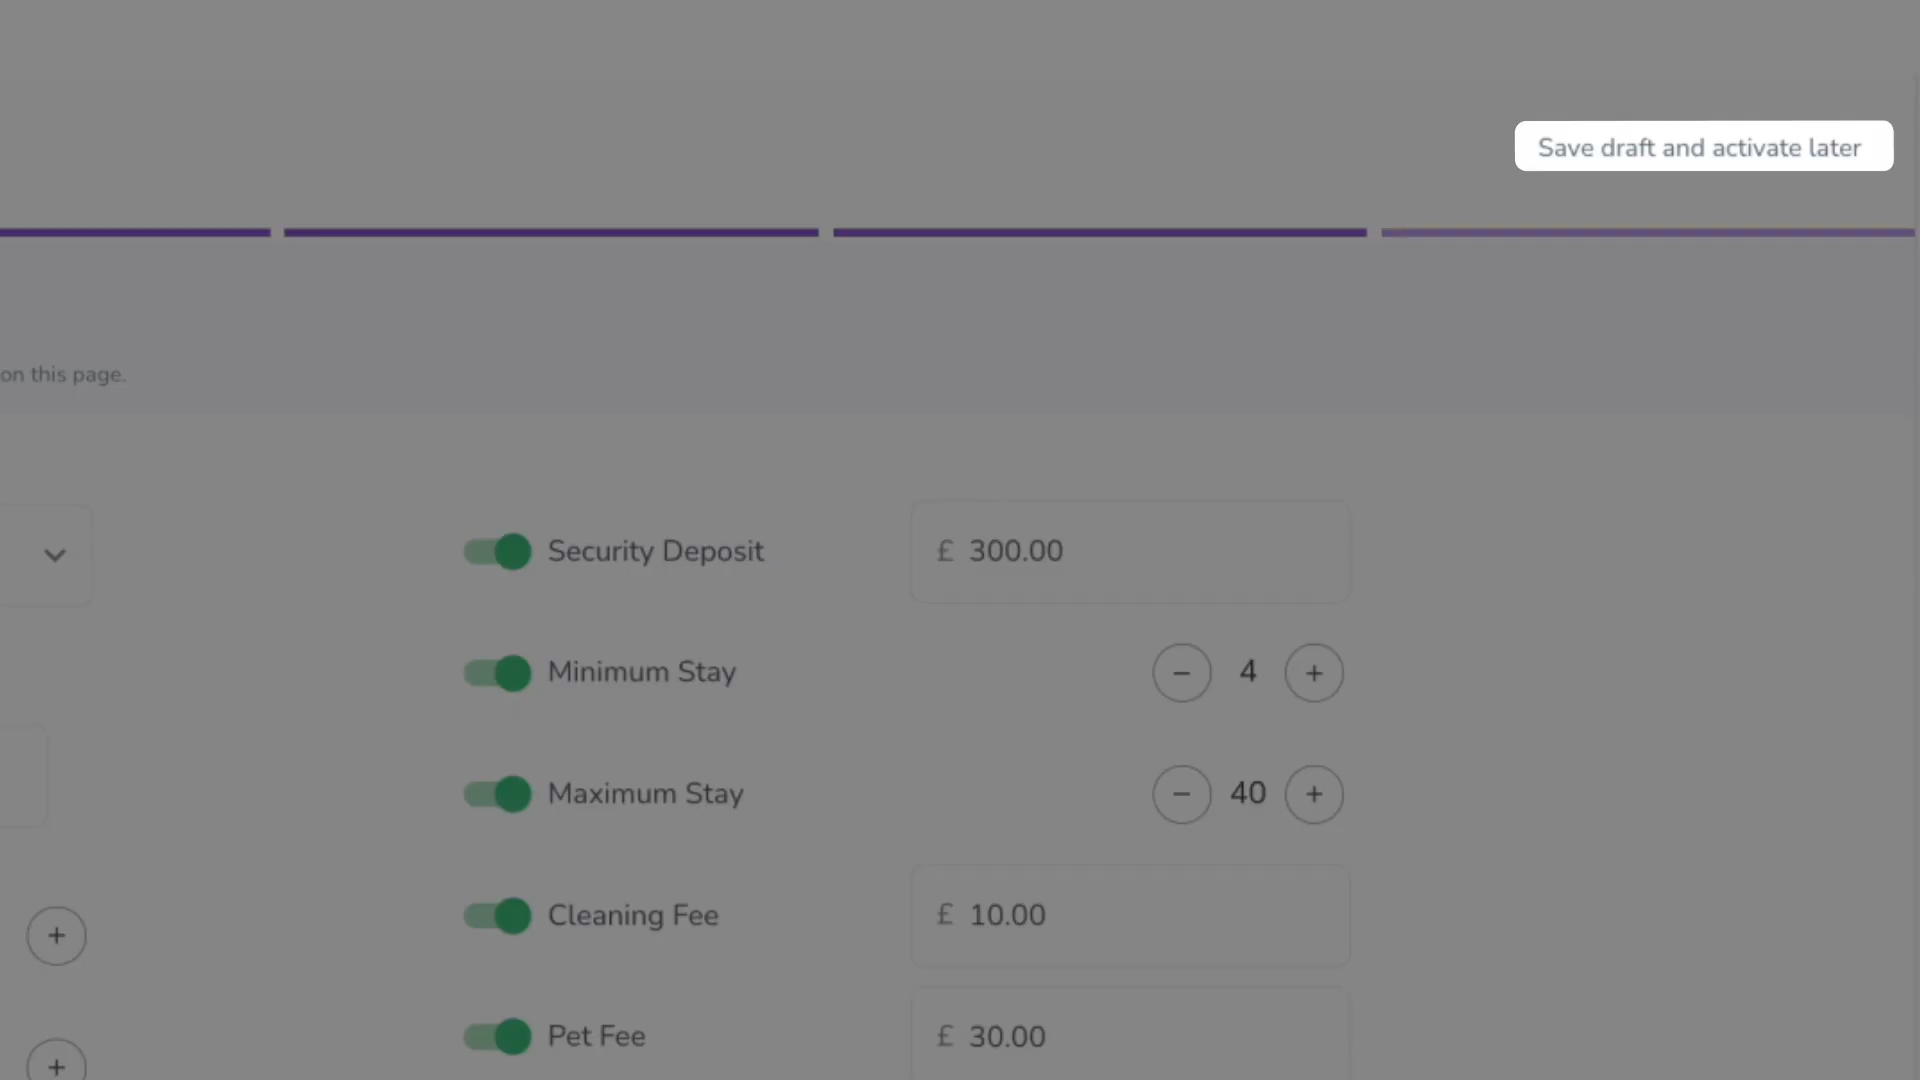 Save draft and activate later
on this page.
Security Deposit £ 300.00
Minimum Stay − 4 +
Maximum Stay − 40 +
Cleaning Fee £ 10.00
+
Pet Fee £ 30.00
+